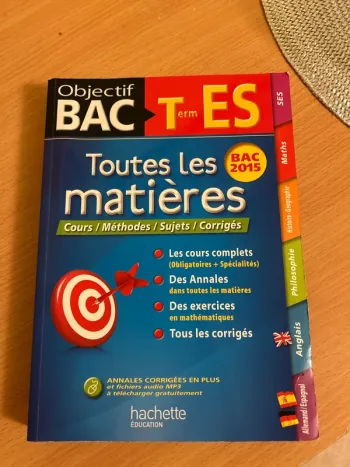 Objectif
BAC Term ES
Toutes les
matières
BAC
2015
Cours / Méthodes / Sujets / Corrigés
Les cours complets
(Obligatoires + Spécialités)
Des Annales
dans toutes les matières
Des exercices
en mathématiques
Tous les corrigés
ANNALES CORRIGÉES EN PLUS
et fichiers audio MP3
à télécharger gratuitement
hachette
ÉDUCATION
SES
Maths
Histoire-Géographie
Philosophie
Anglais
Allemand/Espagnol